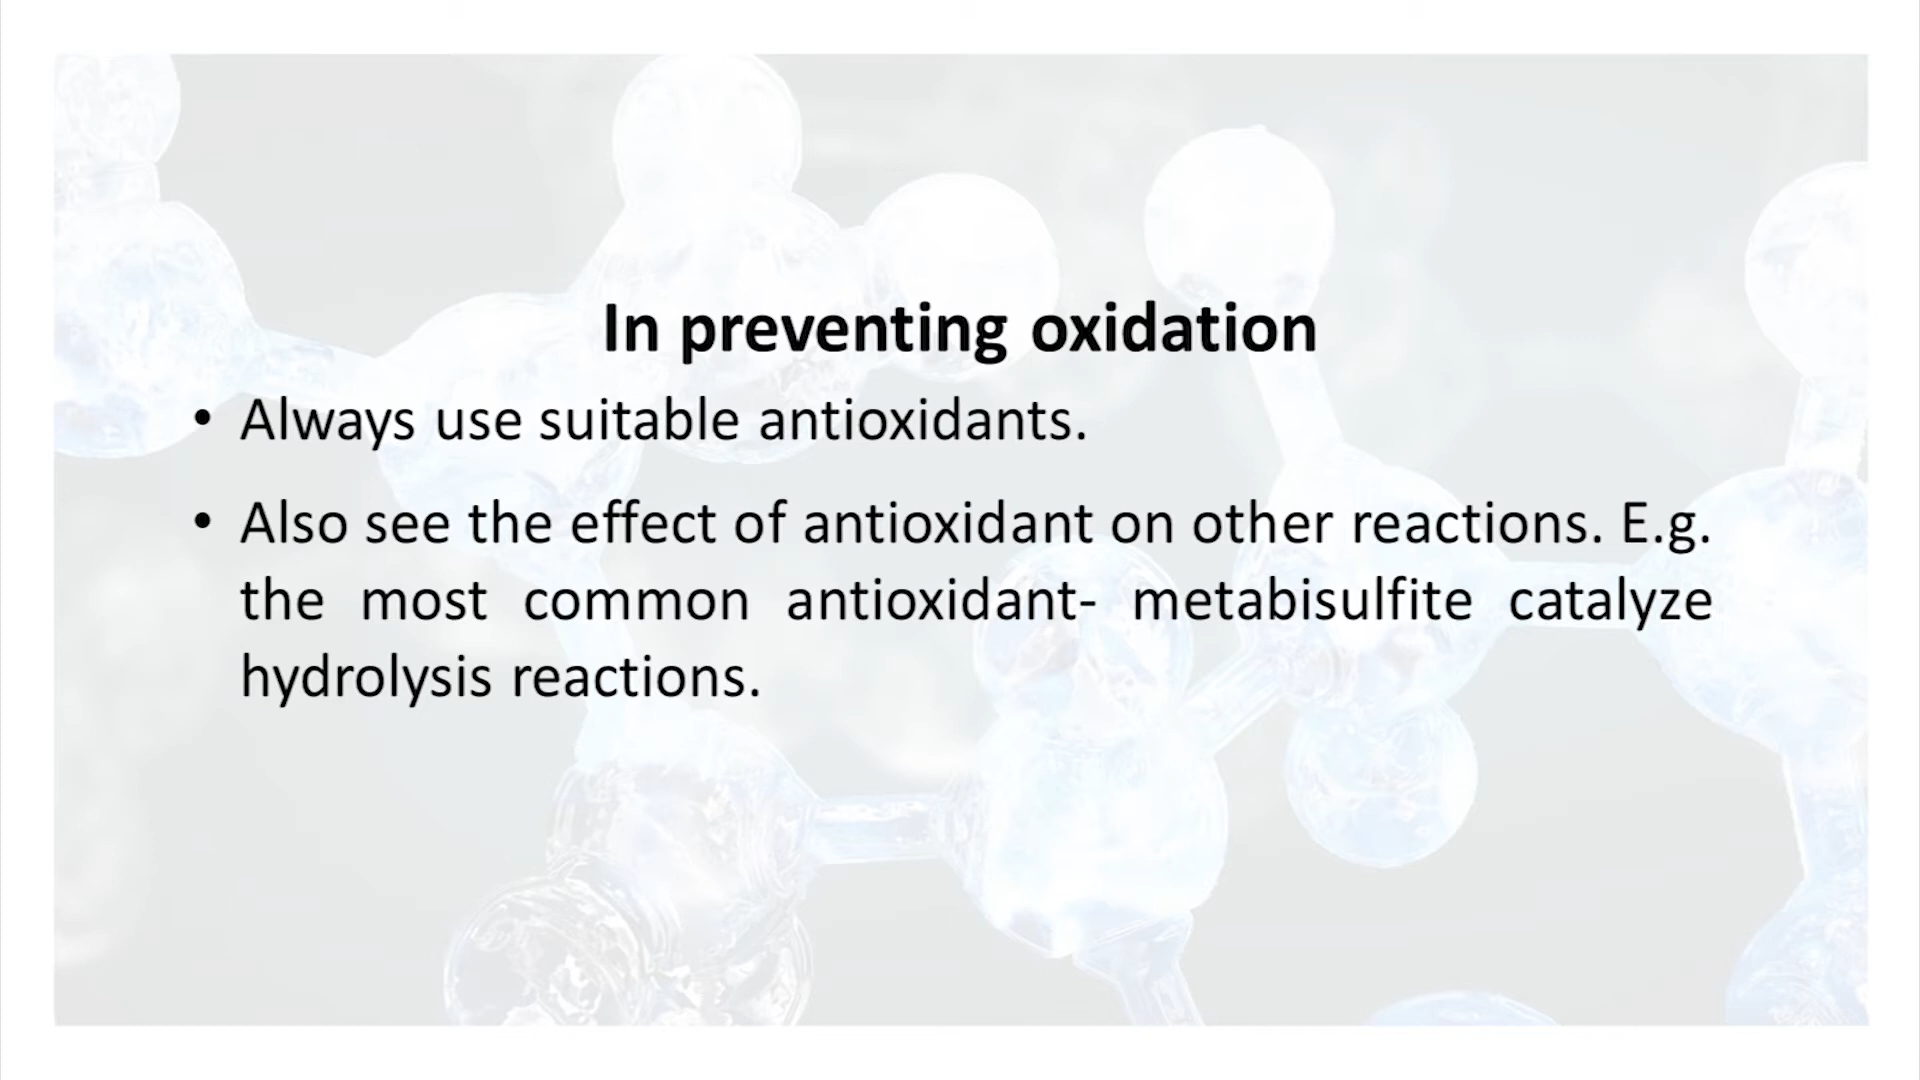 In preventing oxidation
• Always use suitable antioxidants.
• Also see the effect of antioxidant on other reactions. E.g.
the most common antioxidant- metabisulfite catalyze
hydrolysis reactions.